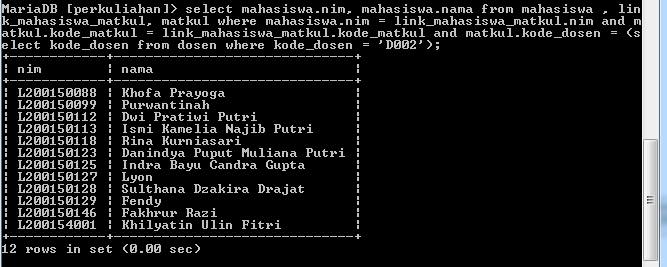 MariaDB [perkuliahan]> select mahasiswa.nim, mahasiswa.nama from mahasiswa , lin
k_mahasiswa_matkul, matkul where mahasiswa.nim = link_mahasiswa_matkul.nim and m
atkul.kode_matkul = link_mahasiswa_matkul.kode_matkul and matkul.kode_dosen = (s
elect kode_dosen from dosen where kode_dosen = 'D002');
+------------+------------------------------+
| nim        | nama                         |
+------------+------------------------------+
| L200150088 | Khofa Prayoga                |
| L200150099 | Purwantinah                  |
| L200150112 | Dwi Pratiwi Putri            |
| L200150113 | Ismi Kamelia Najib Putri     |
| L200150118 | Rina Kurniasari              |
| L200150123 | Danindya Puput Muliana Putri |
| L200150125 | Indra Bayu Candra Gupta      |
| L200150127 | Lyon                         |
| L200150128 | Sulthana Dzakira Drajat      |
| L200150129 | Fendy                        |
| L200150146 | Fakhrur Razi                 |
| L200154001 | Khilyatin Ulin Fitri         |
+------------+------------------------------+
12 rows in set (0.00 sec)